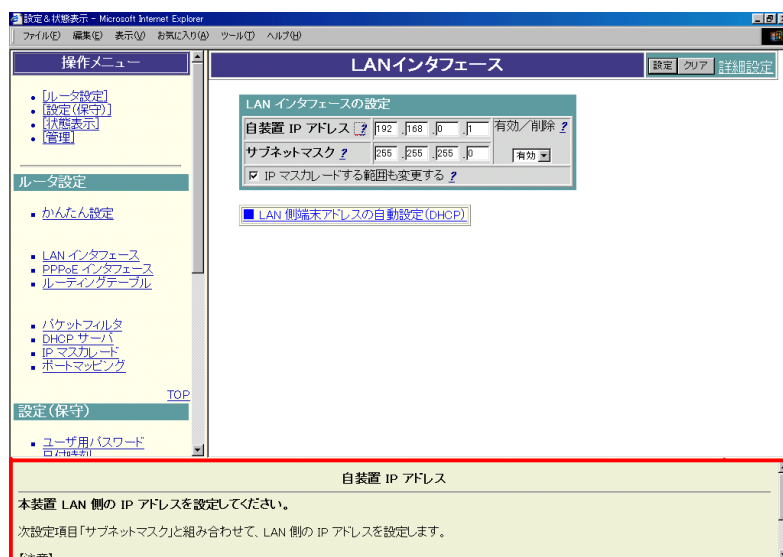 設定&状態表示 - Microsoft Internet Explorer
ファイル(F) 編集(E) 表示(V) お気に入り(A) ツール(T) ヘルプ(H)
操作メニュー
[ルータ設定]
[設定(保守)]
[状態表示]
[管理]
ルータ設定
かんたん設定
LAN インタフェース
PPPoE インタフェース
ルーティングテーブル
パケットフィルタ
DHCP サーバ
IP マスカレード
ポートマッピング
TOP
設定(保守)
ユーザ用パスワード
日付時刻
LANインタフェース
設定 クリア 詳細設定
LAN インタフェースの設定
自装置 IP アドレス ? 192 .168 .0 .1 有効/削除 ?
サブネットマスク ? 255 .255 .255 .0 有効
IP マスカレードする範囲も変更する ?
LAN 側端末アドレスの自動設定(DHCP)
自装置 IP アドレス
本装置 LAN 側の IP アドレスを設定してください。
次設定項目「サブネットマスク」と組み合わせて、LAN 側の IP アドレスを設定します。
【注意】